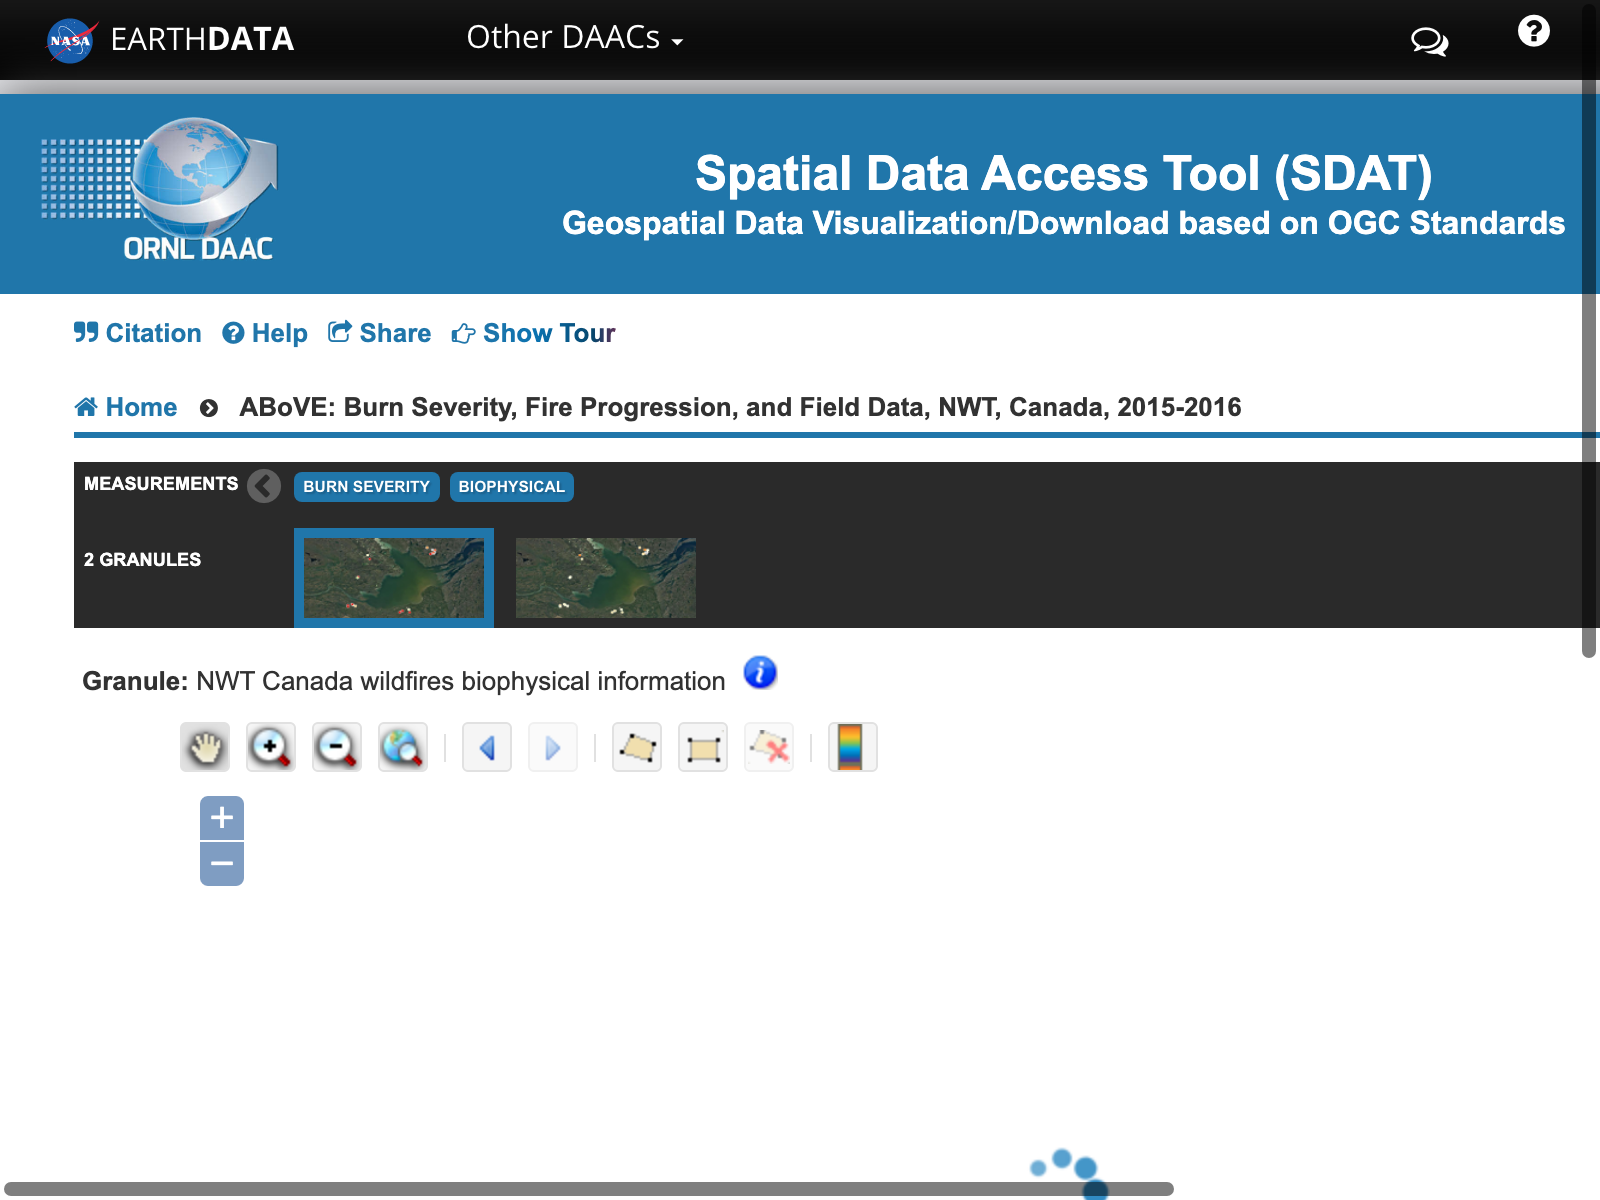 NASA EARTHDATA Other DAACs
ORNL DAAC
Spatial Data Access Tool (SDAT)
Geospatial Data Visualization/Download based on OGC Standards
Citation Help Share Show Tour
Home ABoVE: Burn Severity, Fire Progression, and Field Data, NWT, Canada, 2015-2016
MEASUREMENTS BURN SEVERITY BIOPHYSICAL
2 GRANULES
Granule: NWT Canada wildfires biophysical information